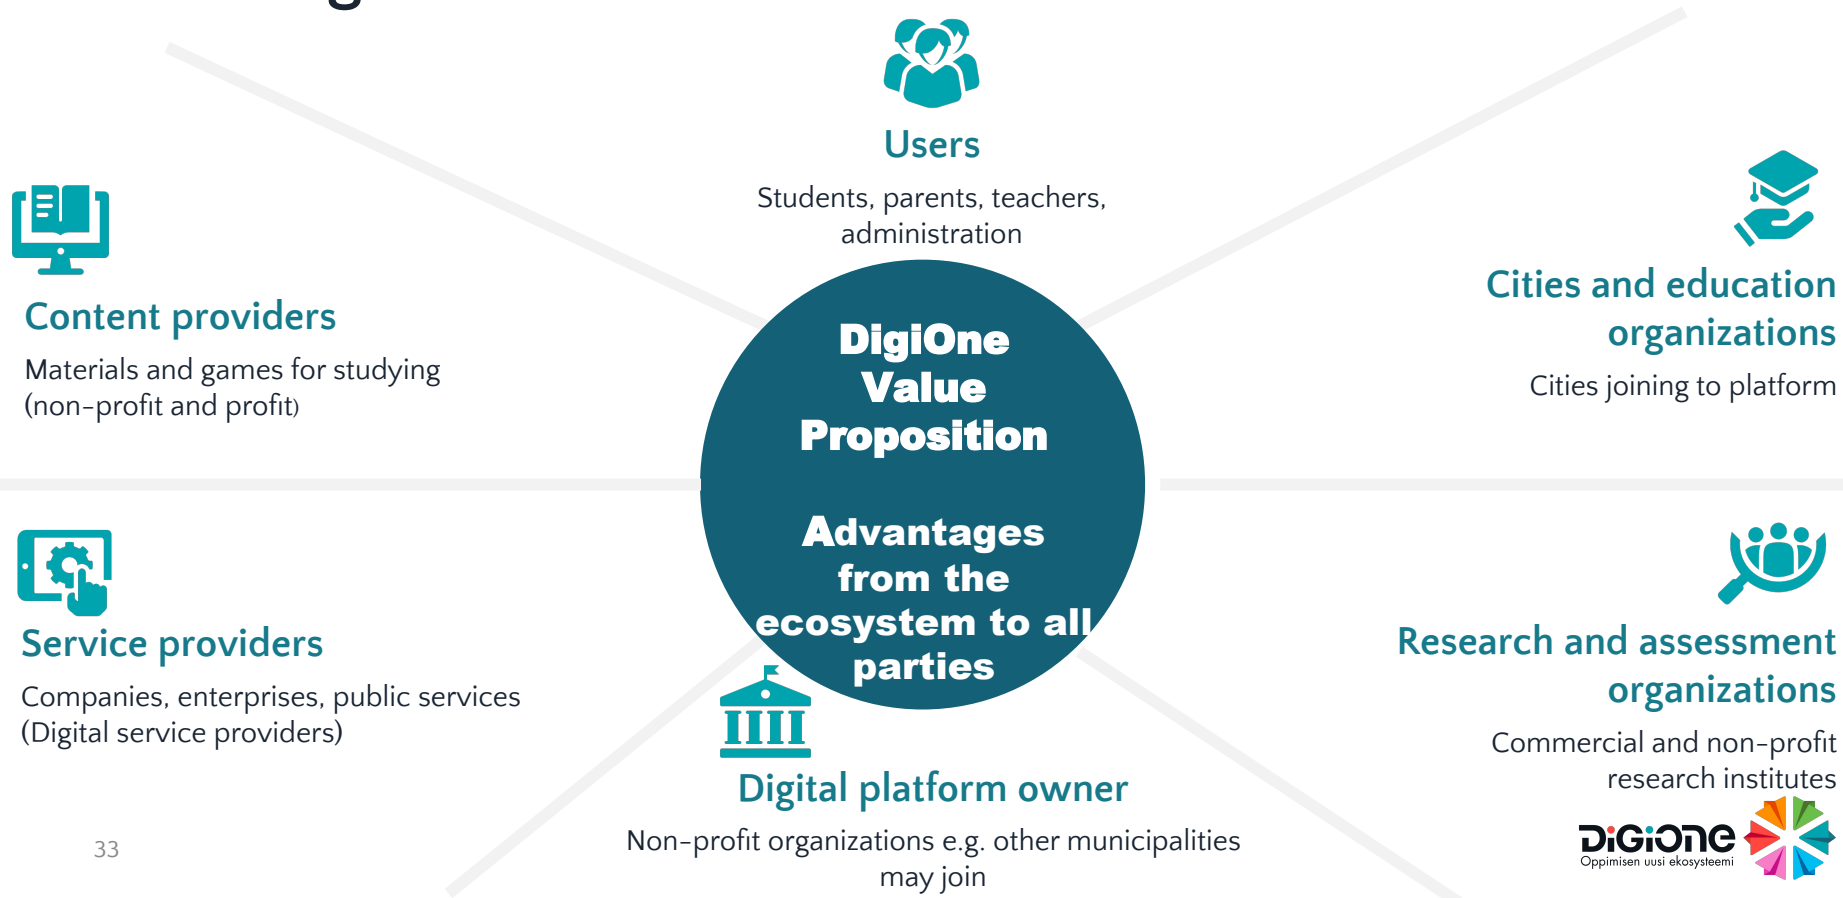 Users
Students, parents, teachers,
administration
Content providers
Materials and games for studying
(non-profit and profit)
Cities and education
organizations
Cities joining to platform
DigiOne
Value
Proposition
Advantages
from the
ecosystem to all
parties
Service providers
Companies, enterprises, public services
(Digital service providers)
Research and assessment
organizations
Commercial and non-profit
research institutes
Digital platform owner
Non-profit organizations e.g. other municipalities
may join
33
DIGIONE
Oppimisen uusi ekosysteemi